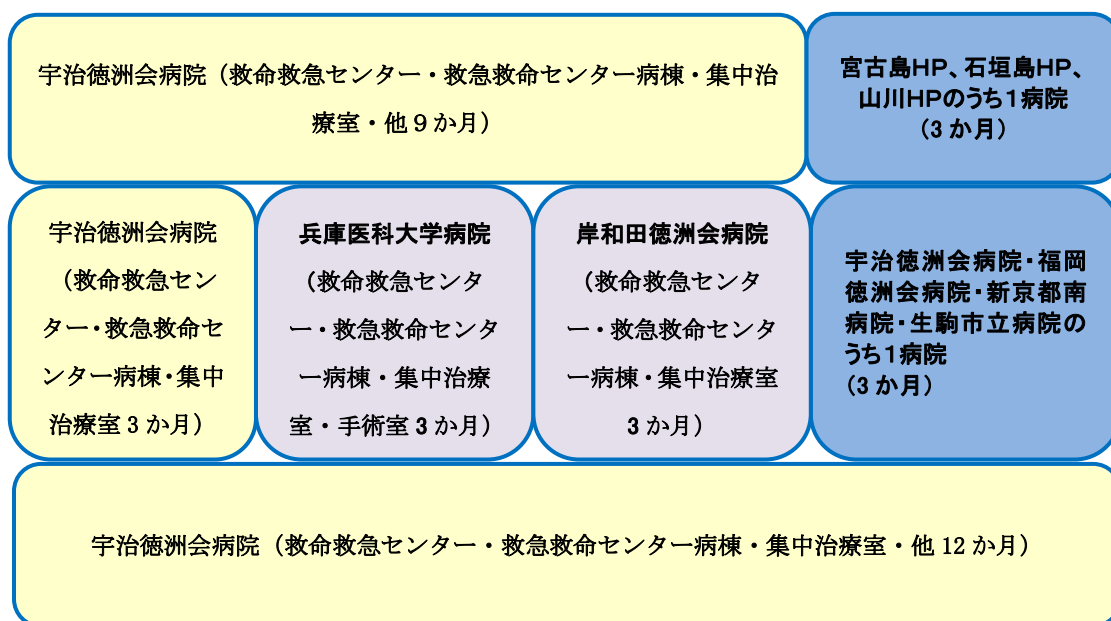 宇治徳洲会病院（救命救急センター・救急救命センター病棟・集中治
療室・他９か月）
宮古島HP、石垣島HP、
山川HPのうち１病院
（3 か月）
宇治徳洲会病院
（救命救急セン
ター・救急救命セ
ンター病棟・集中
治療室 3 か月）
兵庫医科大学病院
（救命救急センタ
ー・救急救命センタ
ー病棟・集中治療
室・手術室 3 か月）
岸和田徳洲会病院
（救命救急センタ
ー・救急救命センタ
ー病棟・集中治療室
3 か月）
宇治徳洲会病院・福岡
徳洲会病院・新京都南
病院・生駒市立病院の
うち１病院
（3 か月）
宇治徳洲会病院（救命救急センター・救急救命センター病棟・集中治療室・他 12 か月）